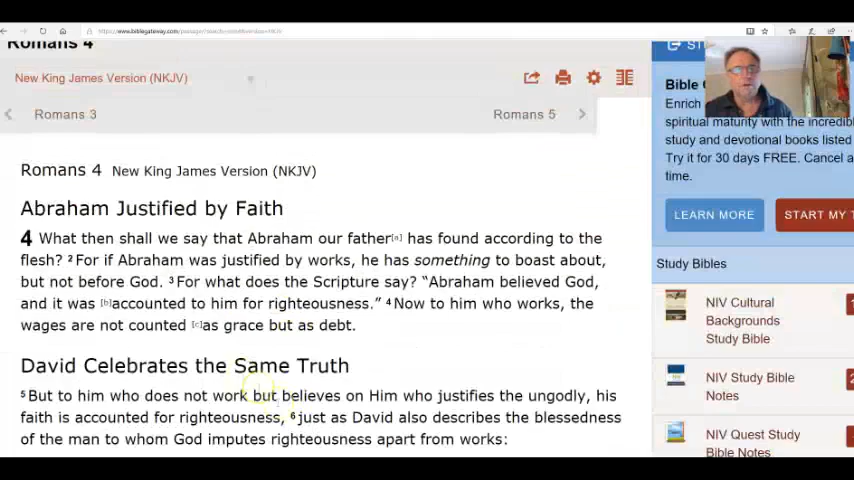 Romans 4
New King James Version (NKJV)
Romans 3
Romans 5
Romans 4 New King James Version (NKJV)
Abraham Justified by Faith
4 What then shall we say that Abraham our father[a] has found according to the
flesh? 2 For if Abraham was justified by works, he has something to boast about,
but not before God. 3 For what does the Scripture say? “Abraham believed God,
and it was [b]accounted to him for righteousness.” 4 Now to him who works, the
wages are not counted [c]as grace but as debt.
David Celebrates the Same Truth
5 But to him who does not work but believes on Him who justifies the ungodly, his
faith is accounted for righteousness, 6 just as David also describes the blessedness
of the man to whom God imputes righteousness apart from works:
Bible
Enrich
spiritual maturity with the incredib
study and devotional books listed
Try it for 30 days FREE. Cancel a
time.
LEARN MORE
START MY
Study Bibles
NIV Cultural
Backgrounds
Study Bible
NIV Study Bible
Notes
NIV Quest Study
Bible Notes